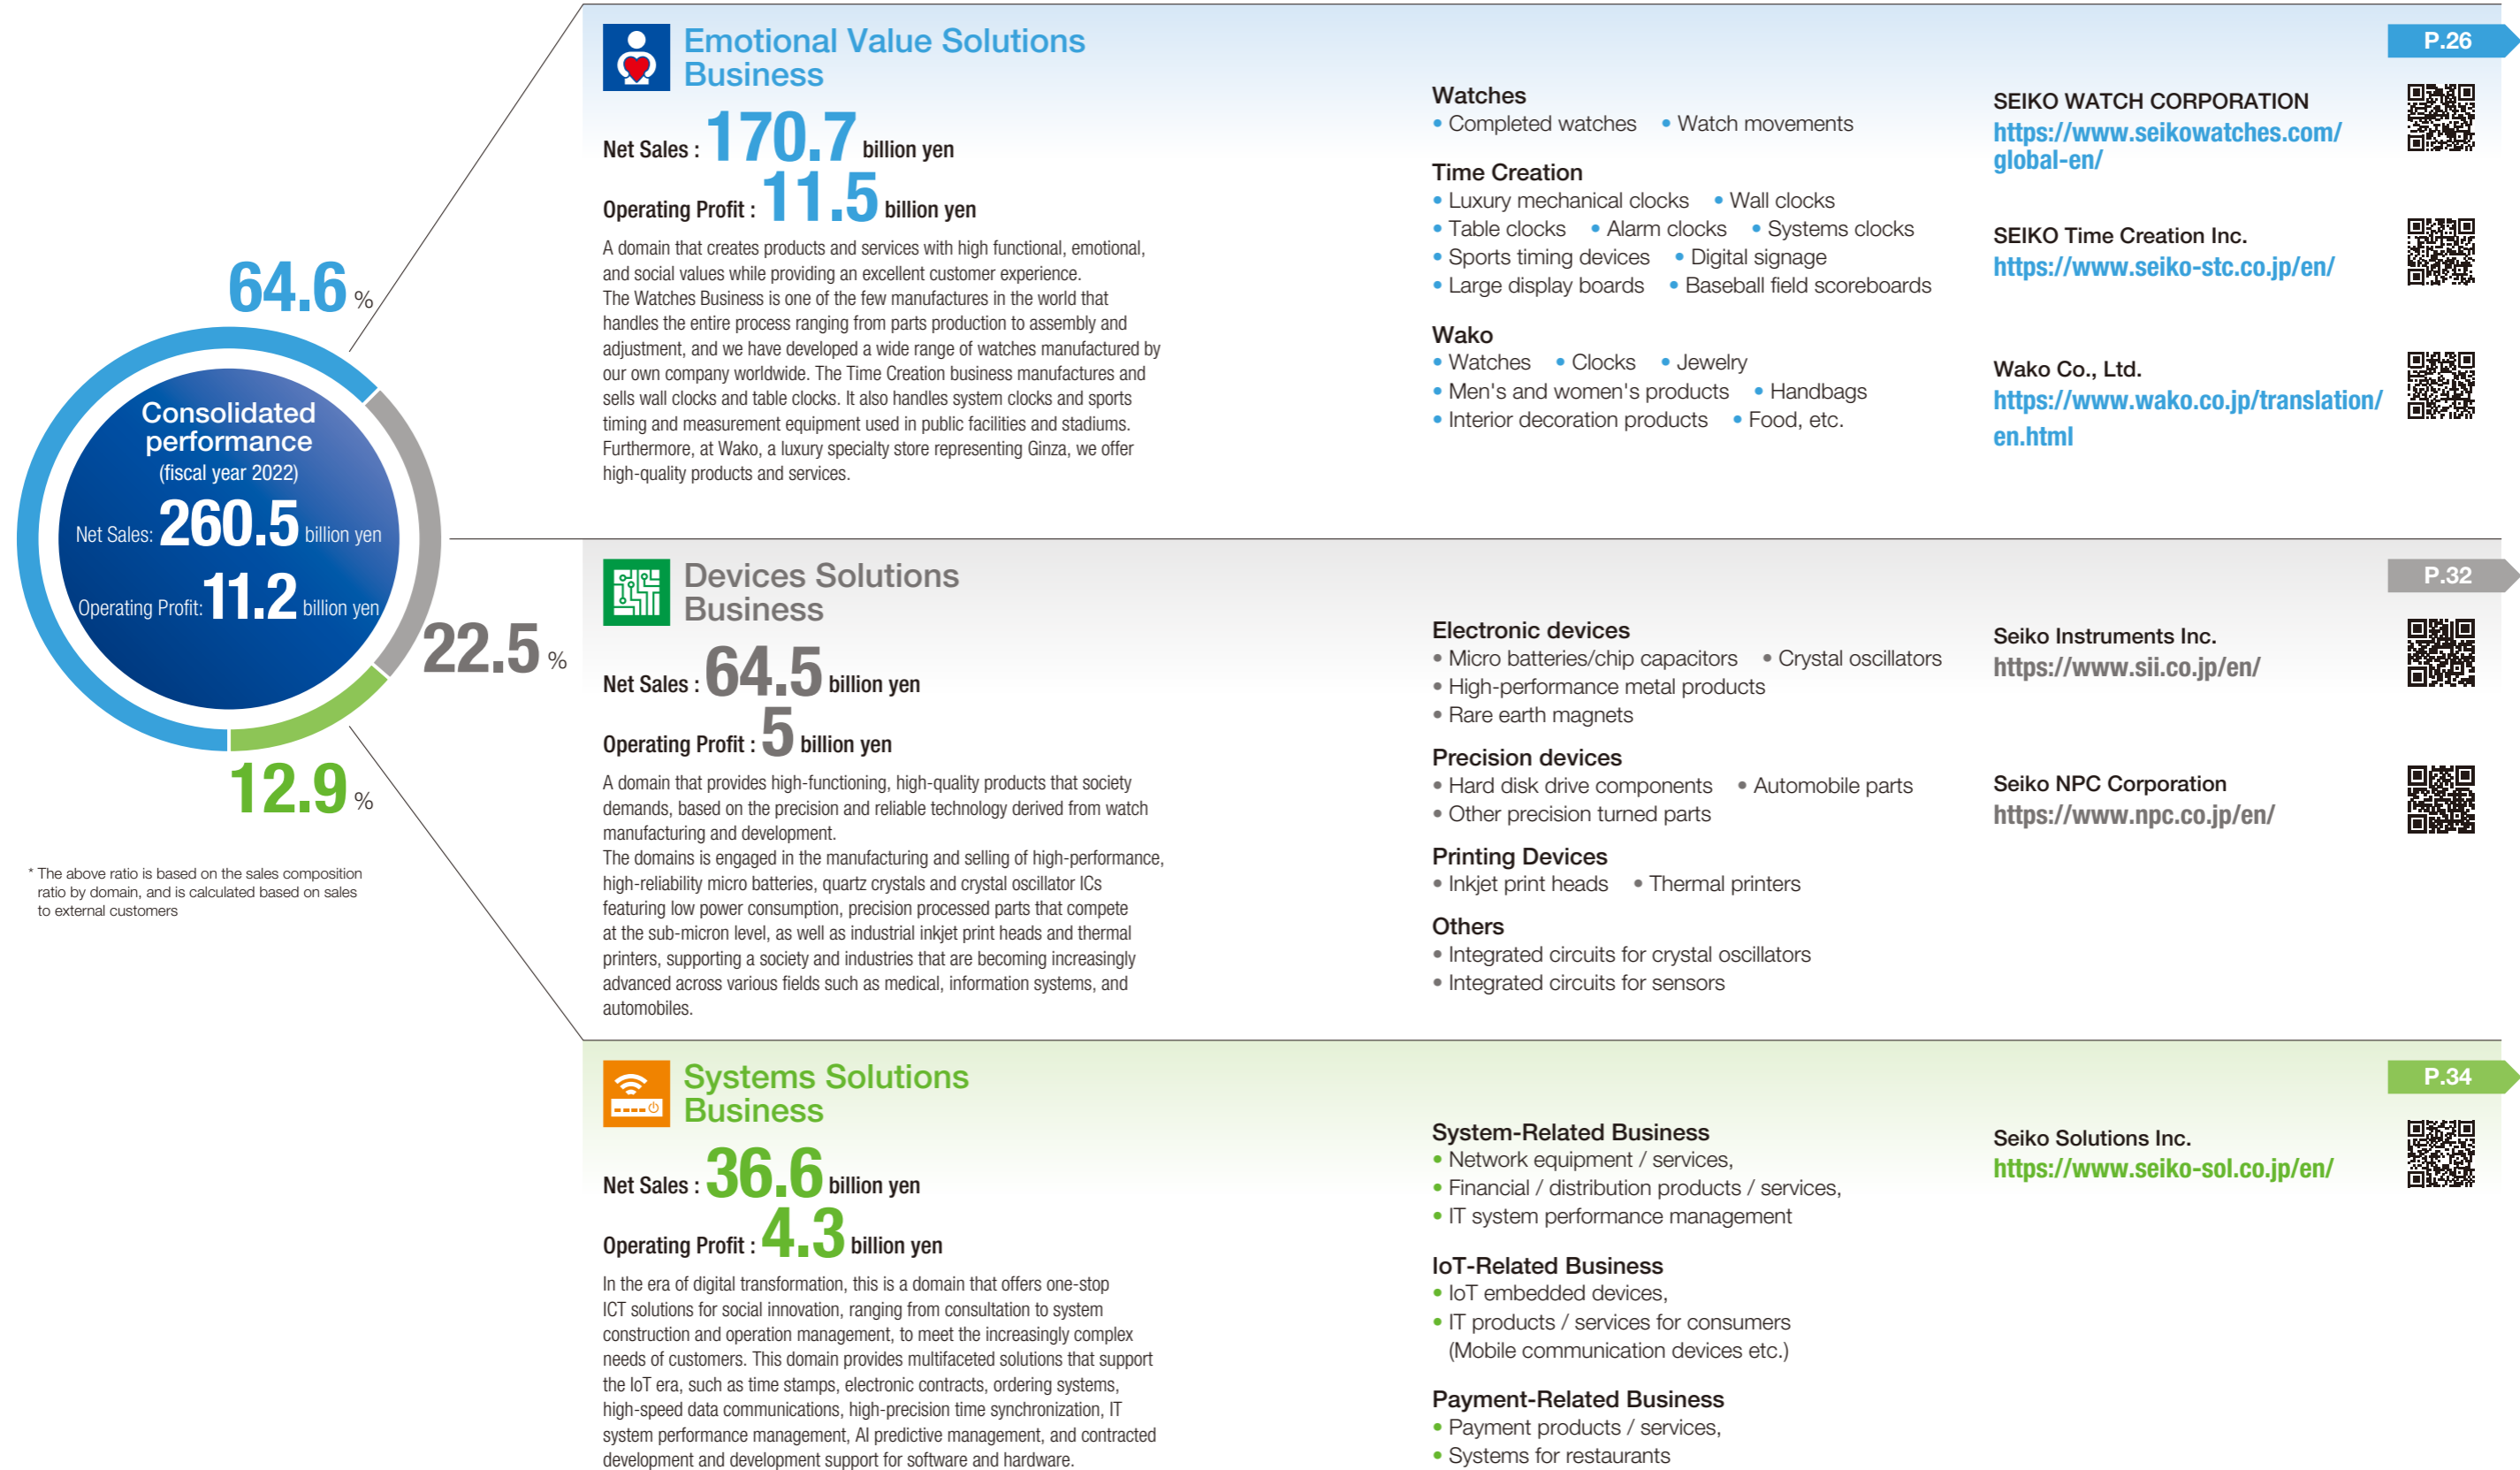 64.6 %
Consolidated
performance
(fiscal year 2022)
Net Sales: 260.5 billion yen
Operating Profit: 11.2 billion yen
22.5 %
12.9 %
* The above ratio is based on the sales composition
ratio by domain, and is calculated based on sales
to external customers
Emotional Value Solutions
Business
P.26
Net Sales : 170.7 billion yen
Operating Profit : 11.5 billion yen
A domain that creates products and services with high functional, emotional,
and social values while providing an excellent customer experience.
The Watches Business is one of the few manufactures in the world that
handles the entire process ranging from parts production to assembly and
adjustment, and we have developed a wide range of watches manufactured by
our own company worldwide. The Time Creation business manufactures and
sells wall clocks and table clocks. It also handles system clocks and sports
timing and measurement equipment used in public facilities and stadiums.
Furthermore, at Wako, a luxury specialty store representing Ginza, we offer
high-quality products and services.
Watches
• Completed watches • Watch movements
Time Creation
• Luxury mechanical clocks • Wall clocks
• Table clocks • Alarm clocks • Systems clocks
• Sports timing devices • Digital signage
• Large display boards • Baseball field scoreboards
Wako
• Watches • Clocks • Jewelry
• Men's and women's products • Handbags
• Interior decoration products • Food, etc.
SEIKO WATCH CORPORATION
https://www.seikowatches.com/
global-en/
SEIKO Time Creation Inc.
https://www.seiko-stc.co.jp/en/
Wako Co., Ltd.
https://www.wako.co.jp/translation/
en.html
Devices Solutions
Business
P.32
Net Sales : 64.5 billion yen
Operating Profit : 5 billion yen
A domain that provides high-functioning, high-quality products that society
demands, based on the precision and reliable technology derived from watch
manufacturing and development.
The domains is engaged in the manufacturing and selling of high-performance,
high-reliability micro batteries, quartz crystals and crystal oscillator ICs
featuring low power consumption, precision processed parts that compete
at the sub-micron level, as well as industrial inkjet print heads and thermal
printers, supporting a society and industries that are becoming increasingly
advanced across various fields such as medical, information systems, and
automobiles.
Electronic devices
• Micro batteries/chip capacitors • Crystal oscillators
• High-performance metal products
• Rare earth magnets
Precision devices
• Hard disk drive components • Automobile parts
• Other precision turned parts
Printing Devices
• Inkjet print heads • Thermal printers
Others
• Integrated circuits for crystal oscillators
• Integrated circuits for sensors
Seiko Instruments Inc.
https://www.sii.co.jp/en/
Seiko NPC Corporation
https://www.npc.co.jp/en/
Systems Solutions
Business
P.34
Net Sales : 36.6 billion yen
Operating Profit : 4.3 billion yen
In the era of digital transformation, this is a domain that offers one-stop
ICT solutions for social innovation, ranging from consultation to system
construction and operation management, to meet the increasingly complex
needs of customers. This domain provides multifaceted solutions that support
the IoT era, such as time stamps, electronic contracts, ordering systems,
high-speed data communications, high-precision time synchronization, IT
system performance management, AI predictive management, and contracted
development and development support for software and hardware.
System-Related Business
• Network equipment / services,
• Financial / distribution products / services,
• IT system performance management
IoT-Related Business
• IoT embedded devices,
• IT products / services for consumers
(Mobile communication devices etc.)
Payment-Related Business
• Payment products / services,
• Systems for restaurants
Seiko Solutions Inc.
https://www.seiko-sol.co.jp/en/